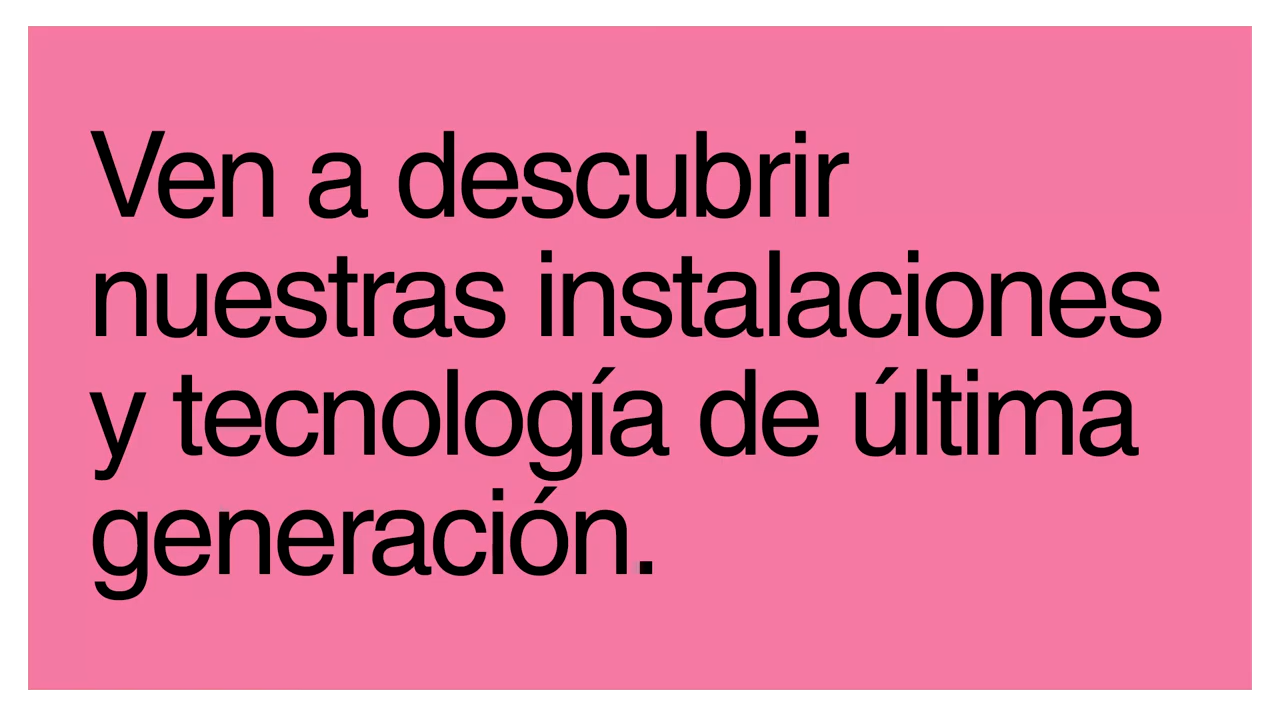 Ven a descubrir
nuestras instalaciones
y tecnología de última
generación.